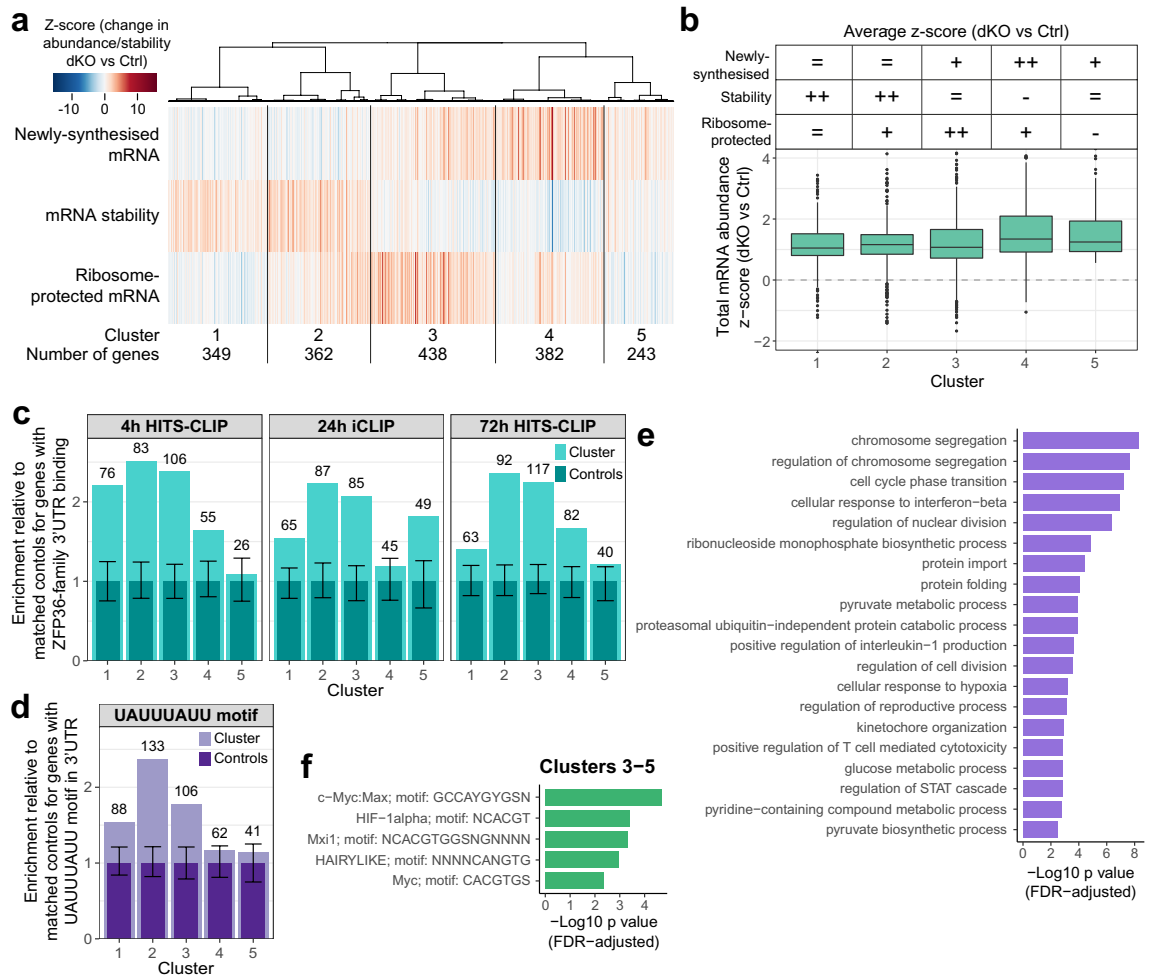 a
Z-score (change in
abundance/stability
dKO vs Ctrl)
-10 0 10
Newly-synthesised
mRNA
mRNA stability
Ribosome-
protected mRNA
Cluster 1 2 3 4 5
Number of genes 349 362 438 382 243
b
Average z-score (dKO vs Ctrl)
Newly-
synthesised = = + ++ +
Stability ++ ++ = - =
Ribosome-
protected = + ++ + -
Total mRNA abundance
z-score (dKO vs Ctrl)
4
2
0
−2
1 2 3 4 5
Cluster
c
4h HITS-CLIP 24h iCLIP 72h HITS-CLIP
Enrichment relative to
matched contols for genes with
ZFP36-family 3'UTR binding
Cluster
Controls
76 83 106 55 26
65 87 85 45 49
63 92 117 82 40
2
1
0
1 2 3 4 5 1 2 3 4 5 1 2 3 4 5
Cluster
d
UAUUUAUU motif
Enrichment relative to
matched controls for genes with
UAUUUAUU motif in 3'UTR
Cluster
Controls
88 133 106 62 41
2
1
0
1 2 3 4 5
Cluster
e
chromosome segregation
regulation of chromosome segregation
cell cycle phase transition
cellular response to interferon−beta
regulation of nuclear division
ribonucleoside monophosphate biosynthetic process
protein import
protein folding
pyruvate metabolic process
proteasomal ubiquitin−independent protein catabolic process
positive regulation of interleukin−1 production
regulation of cell division
cellular response to hypoxia
regulation of reproductive process
kinetochore organization
positive regulation of T cell mediated cytotoxicity
glucose metabolic process
regulation of STAT cascade
pyridine−containing compound metabolic process
pyruvate biosynthetic process
0 2 4 6 8
−Log10 p value
(FDR−adjusted)
f
Clusters 3−5
c−Myc:Max; motif: GCCAYGYGSN
HIF−1alpha; motif: NCACGT
Mxi1; motif: NCACGTGGSNGNNNN
HAIRYLIKE; motif: NNNNCANGTG
Myc; motif: CACGTGS
0 1 2 3 4
−Log10 p value
(FDR−adjusted)